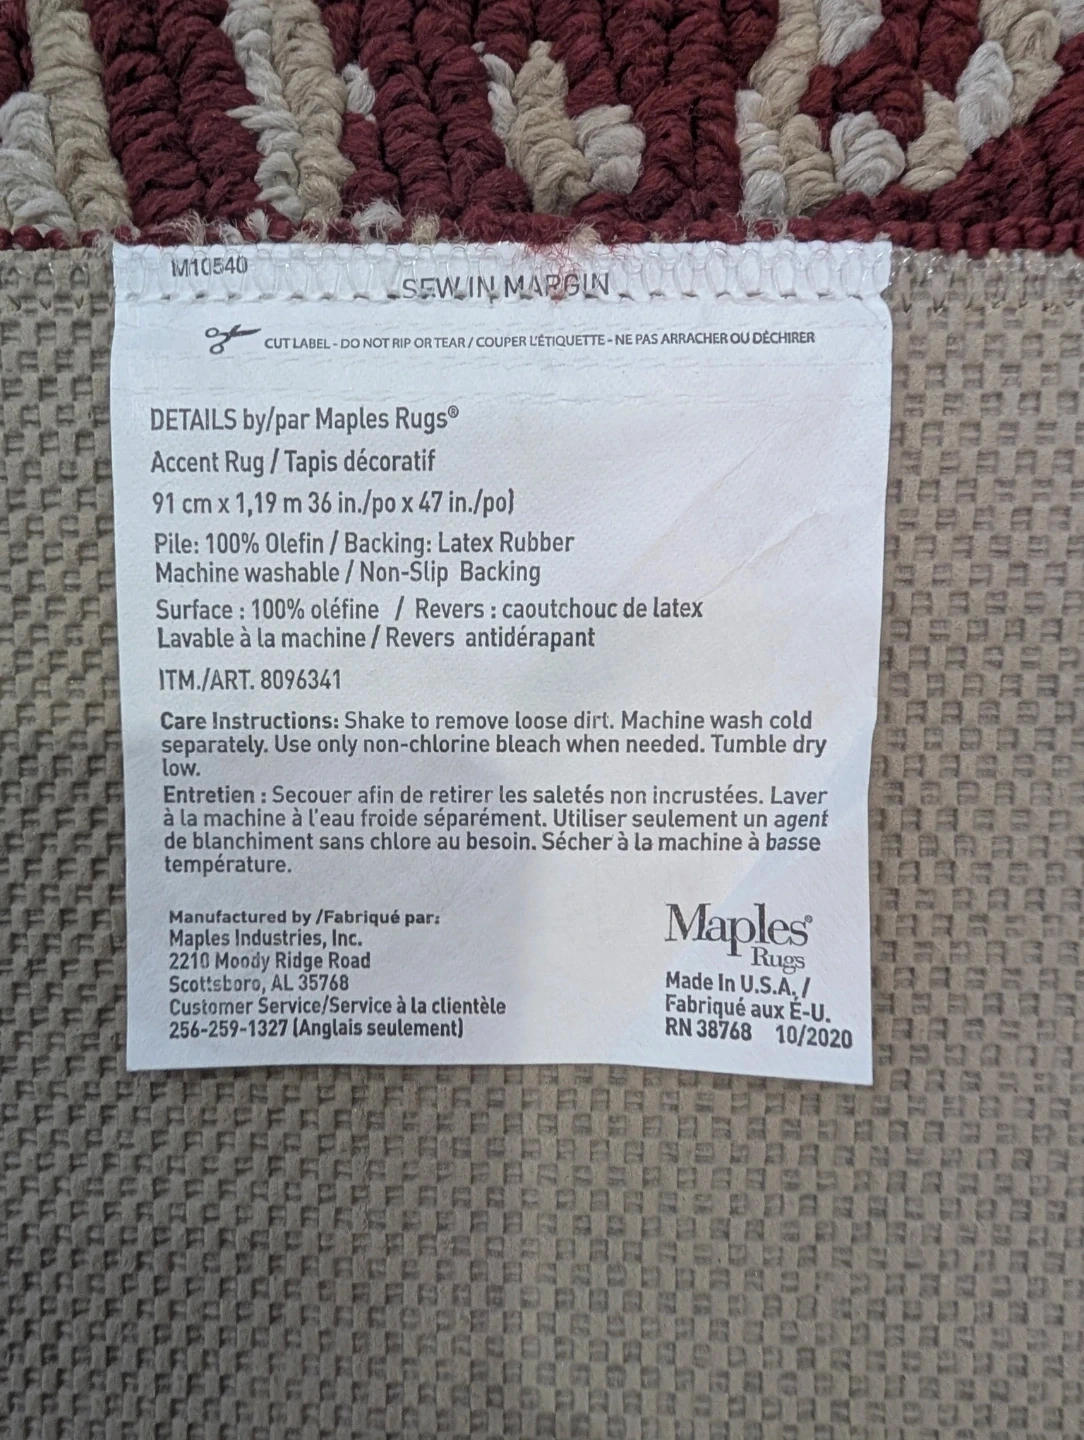 M10540
SEW IN MARGIN
CUT LABEL - DO NOT RIP OR TEAR / COUPER L'ÉTIQUETTE - NE PAS ARRACHER OU DÉCHIRER
DETAILS by/par Maples Rugs®
Accent Rug / Tapis décoratif
91 cm x 1,19 m 36 in./po x 47 in./po)
Pile: 100% Olefin / Backing: Latex Rubber
Machine washable / Non-Slip Backing
Surface : 100% oléfine / Revers : caoutchouc de latex
Lavable à la machine / Revers antidérapant
ITM./ART. 8096341
Care Instructions: Shake to remove loose dirt. Machine wash cold
separately. Use only non-chlorine bleach when needed. Tumble dry
low.
Entretien : Secouer afin de retirer les saletés non incrustées. Laver
à la machine à l'eau froide séparément. Utiliser seulement un agent
de blanchiment sans chlore au besoin. Sécher à la machine à basse
température.
Manufactured by /Fabriqué par:
Maples Industries, Inc.
2210 Moody Ridge Road
Scottsboro, AL 35768
Customer Service/Service à la clientèle
256-259-1327 (Anglais seulement)
Maples®
Rugs
Made In U.S.A. /
Fabriqué aux É-U.
RN 38768 10/2020